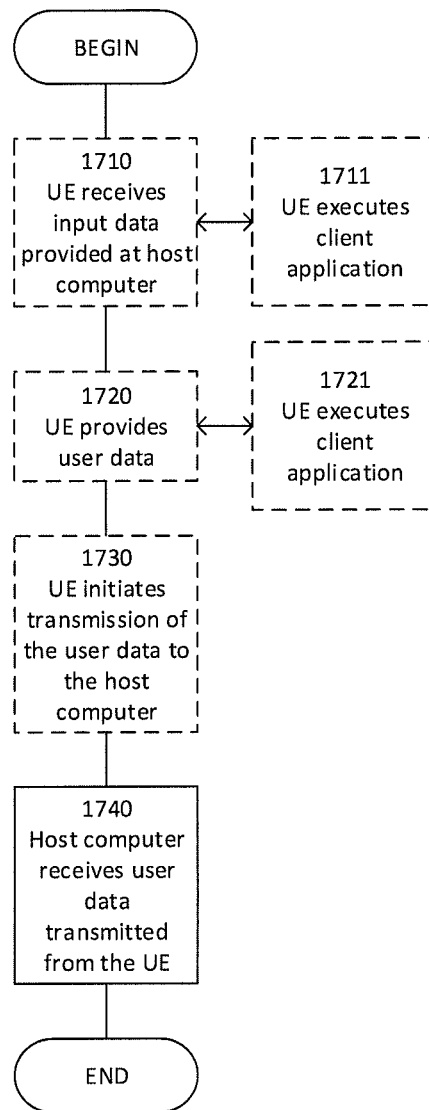 BEGIN
1710
UE receives
input data
provided at host
computer
1711
UE executes
client
application
1720
UE provides
user data
1721
UE executes
client
application
1730
UE initiates
transmission of
the user data to
the host
computer
1740
Host computer
receives user
data
transmitted
from the UE
END